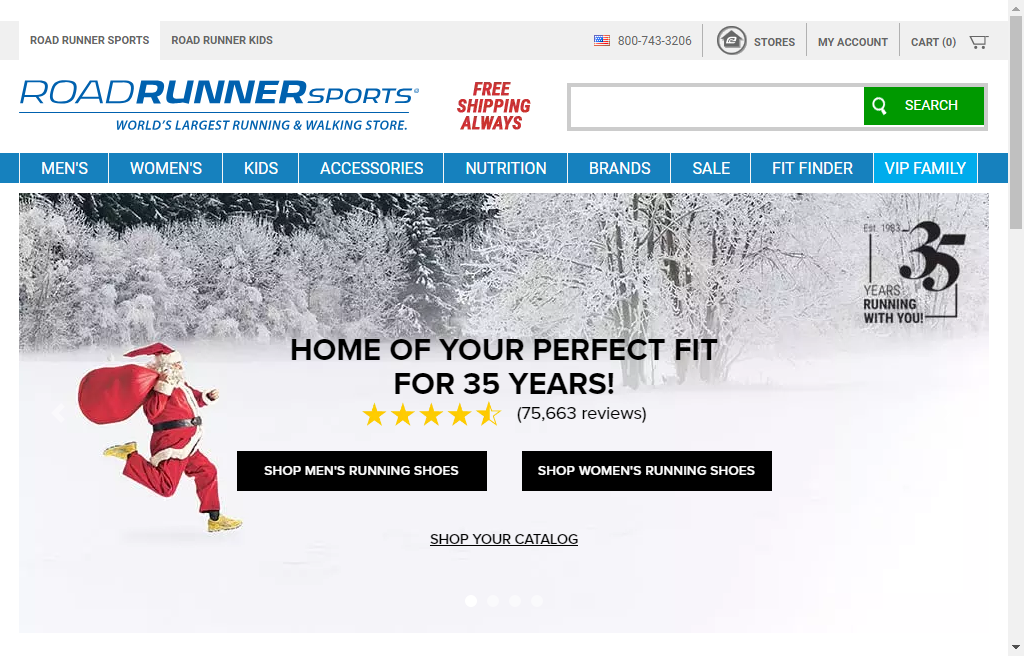 ROAD RUNNER SPORTS
ROAD RUNNER KIDS
800-743-3206
STORES
MY ACCOUNT
CART (0)
ROADRUNNERSPORTS®
WORLD'S LARGEST RUNNING & WALKING STORE.
FREE
SHIPPING
ALWAYS
SEARCH
MEN'S
WOMEN'S
KIDS
ACCESSORIES
NUTRITION
BRANDS
SALE
FIT FINDER
VIP FAMILY
Est. 1983
35
YEARS
RUNNING
WITH YOU!
HOME OF YOUR PERFECT FIT
FOR 35 YEARS!
(75,663 reviews)
SHOP MEN'S RUNNING SHOES
SHOP WOMEN'S RUNNING SHOES
SHOP YOUR CATALOG